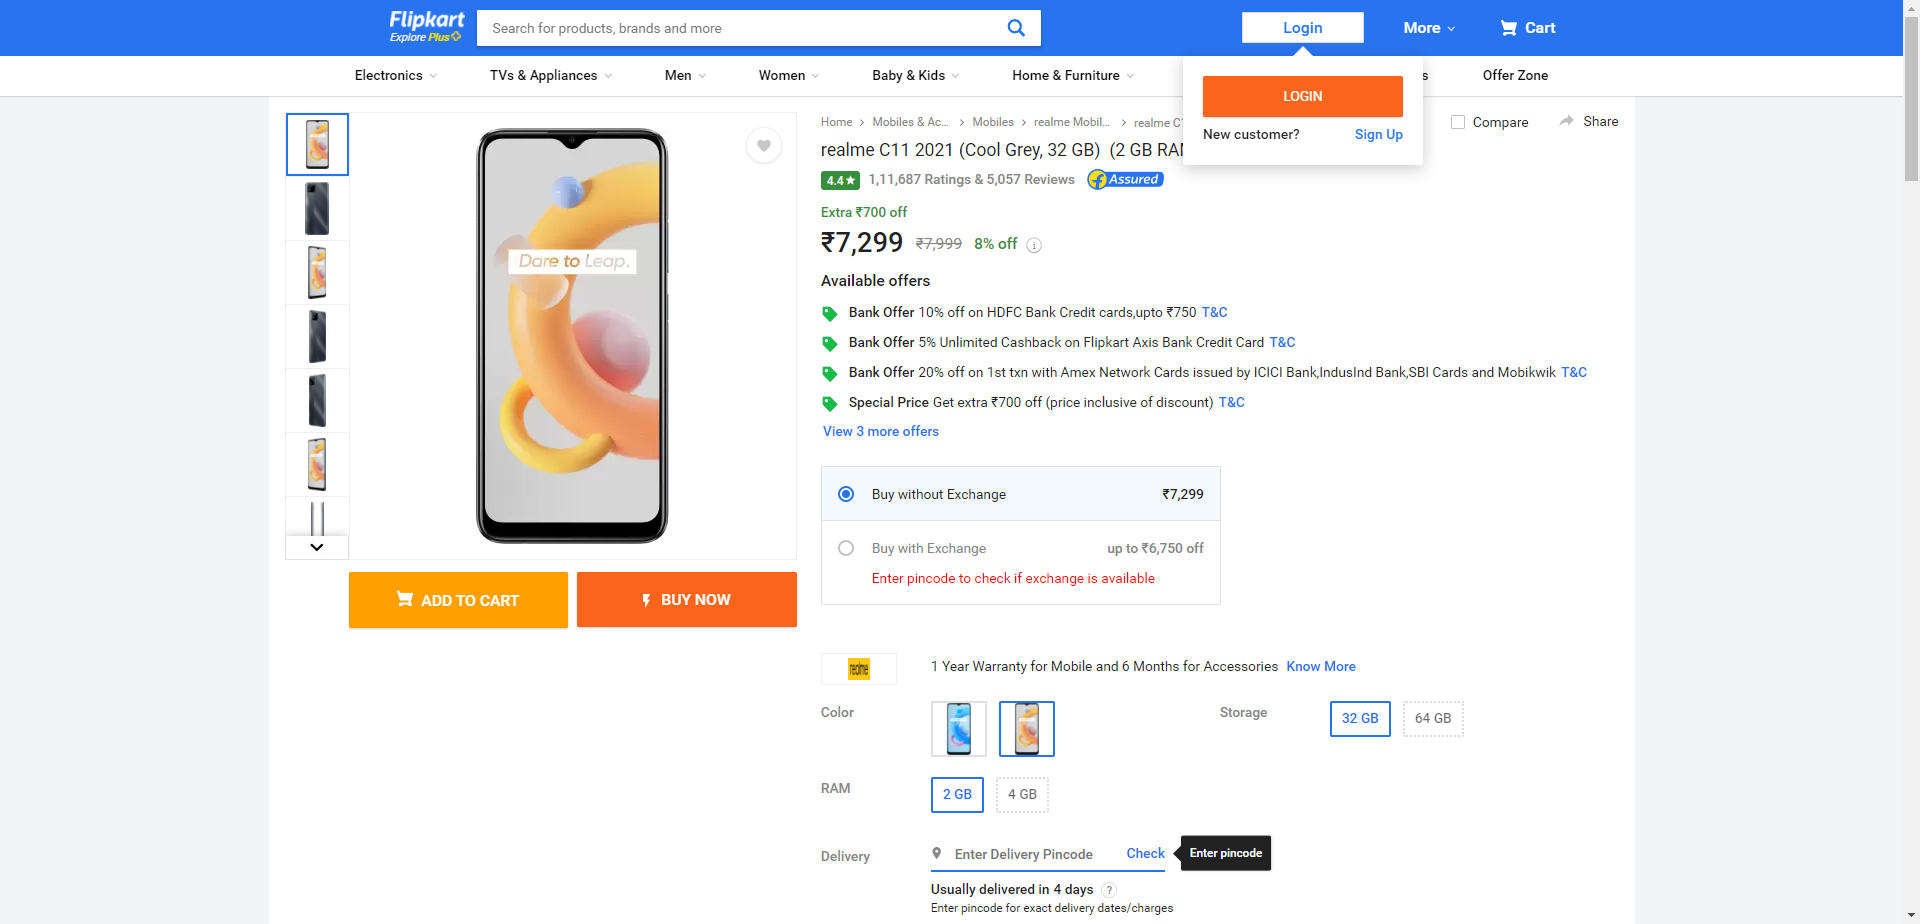 Flipkart
Explore Plus
Search for products, brands and more
Login
More
Cart
Electronics
TVs & Appliances
Men
Women
Baby & Kids
Home & Furniture
s
Offer Zone
LOGIN
New customer?
Sign Up
Home
Mobiles & Ac...
Mobiles
realme Mobil...
realme C1
Compare
Share
realme C11 2021 (Cool Grey, 32 GB) (2 GB RAM
4.4
1,11,687 Ratings & 5,057 Reviews
Assured
Extra ₹700 off
₹7,299 ₹7,999 8% off
Available offers
Bank Offer 10% off on HDFC Bank Credit cards,upto ₹750 T&C
Bank Offer 5% Unlimited Cashback on Flipkart Axis Bank Credit Card T&C
Bank Offer 20% off on 1st txn with Amex Network Cards issued by ICICI Bank,IndusInd Bank,SBI Cards and Mobikwik T&C
Special Price Get extra ₹700 off (price inclusive of discount) T&C
View 3 more offers
Dare to Leap.
Buy without Exchange ₹7,299
Buy with Exchange up to ₹6,750 off
Enter pincode to check if exchange is available
ADD TO CART
BUY NOW
realme
1 Year Warranty for Mobile and 6 Months for Accessories Know More
Color
Storage
32 GB
64 GB
RAM
2 GB
4 GB
Delivery
Enter Delivery Pincode
Check
Enter pincode
Usually delivered in 4 days ?
Enter pincode for exact delivery dates/charges